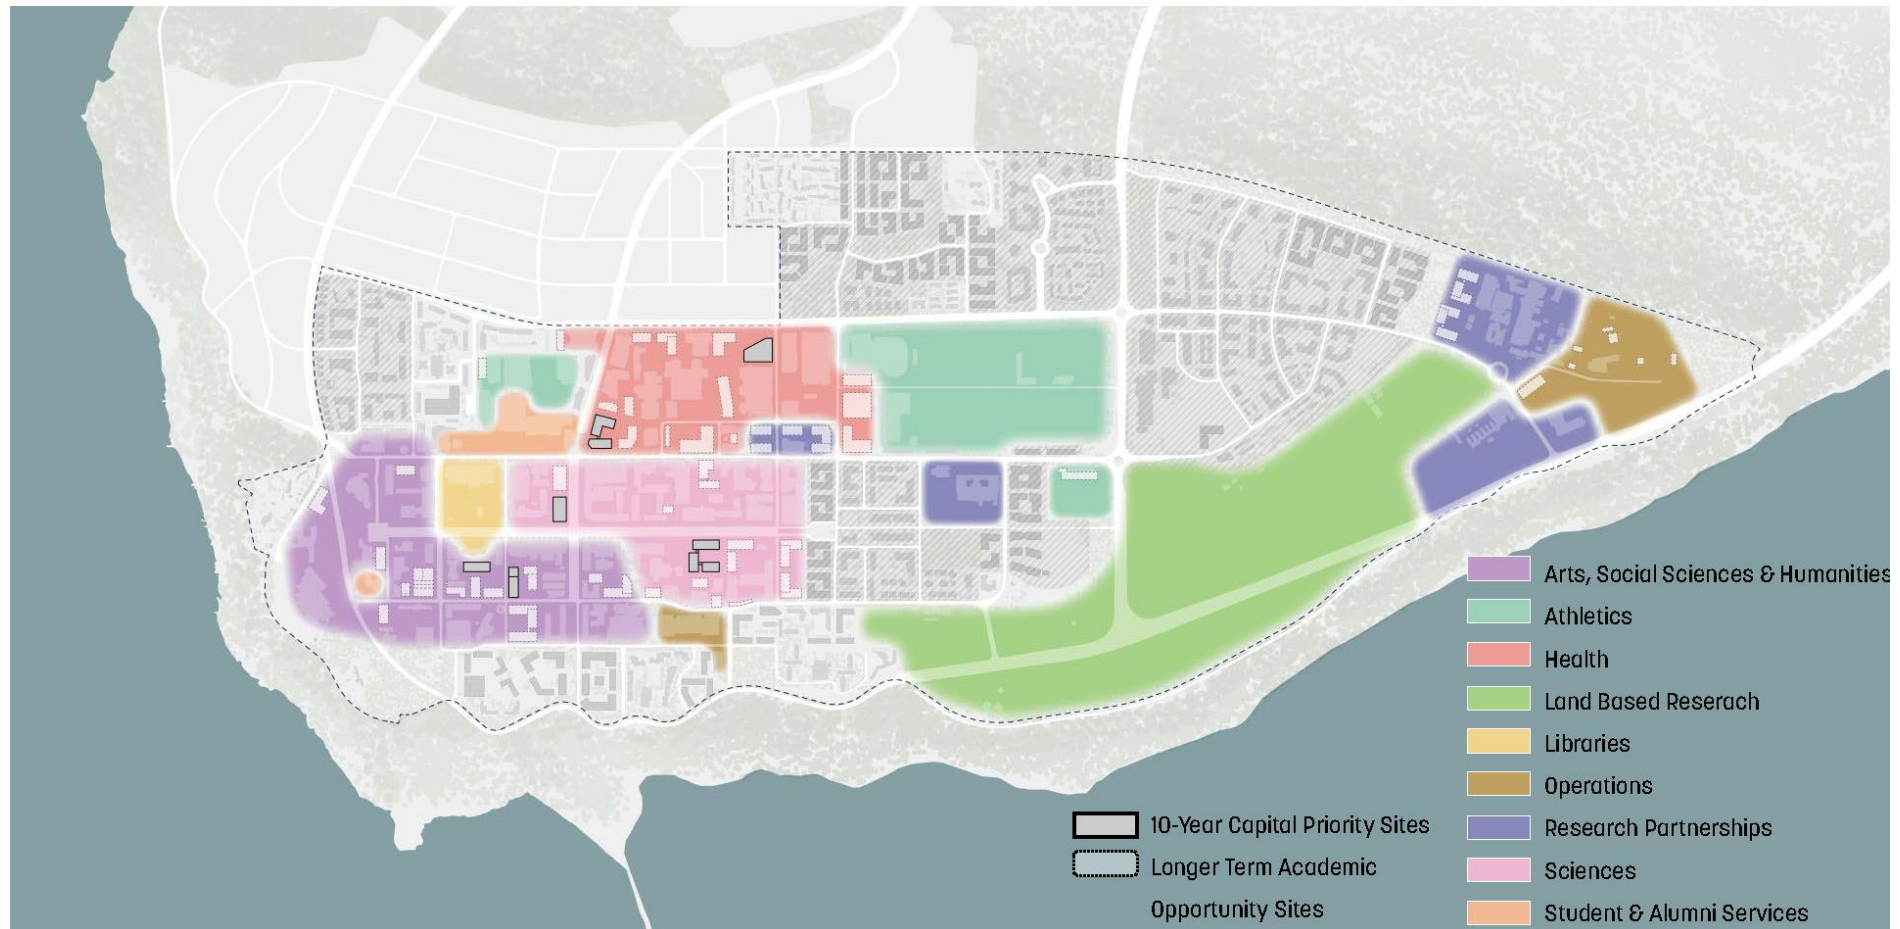 Arts, Social Sciences & Humanities
Athletics
Health
Land Based Reserach
Libraries
Operations
Research Partnerships
Sciences
Student & Alumni Services
10-Year Capital Priority Sites
Longer Term Academic
Opportunity Sites